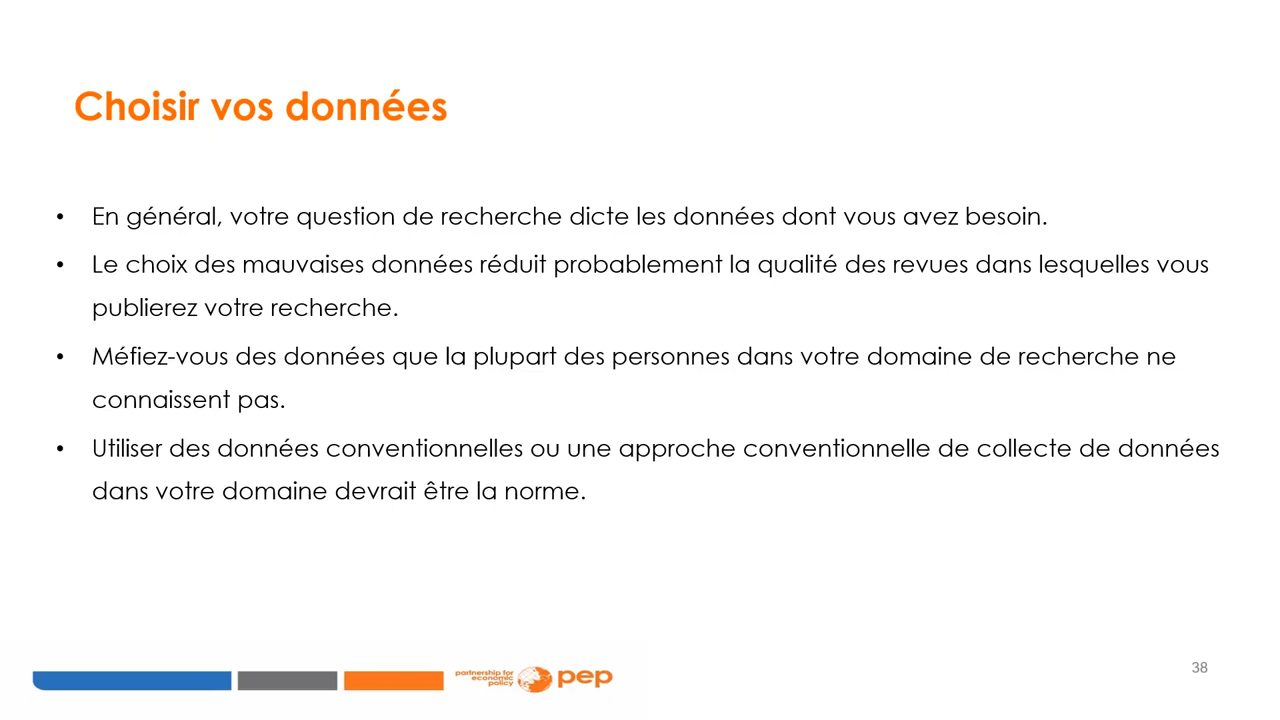 Choisir vos données
• En général, votre question de recherche dicte les données dont vous avez besoin.
• Le choix des mauvaises données réduit probablement la qualité des revues dans lesquelles vous
publierez votre recherche.
• Méfiez-vous des données que la plupart des personnes dans votre domaine de recherche ne
connaissent pas.
• Utiliser des données conventionnelles ou une approche conventionnelle de collecte de données
dans votre domaine devrait être la norme.
partnership for
economic
policy
pep
38